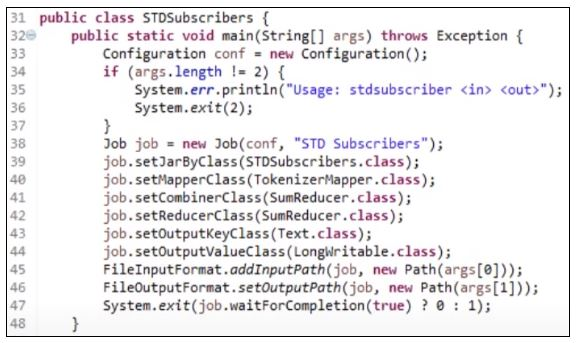 31 public class STDSubscribers {
32 public static void main(String[] args) throws Exception {
33 Configuration conf = new Configuration();
34 if (args.length != 2) {
35 System.err.println("Usage: stdsubscriber <in> <out>");
36 System.exit(2);
37 }
38 Job job = new Job(conf, "STD Subscribers");
39 job.setJarByClass(STDSubscribers.class);
40 job.setMapperClass(TokenizerMapper.class);
41 job.setCombinerClass(SumReducer.class);
42 job.setReducerClass(SumReducer.class);
43 job.setOutputKeyClass(Text.class);
44 job.setOutputValueClass(LongWritable.class);
45 FileInputFormat.addInputPath(job, new Path(args[0]));
46 FileOutputFormat.setOutputPath(job, new Path(args[1]));
47 System.exit(job.waitForCompletion(true) ? 0 : 1);
48 }